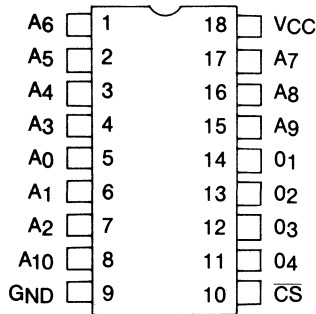 A6 1 18 VCC
A5 2 17 A7
A4 3 16 A8
A3 4 15 A9
A0 5 14 O1
A1 6 13 O2
A2 7 12 O3
A10 8 11 O4
GND 9 10 C̅S̅